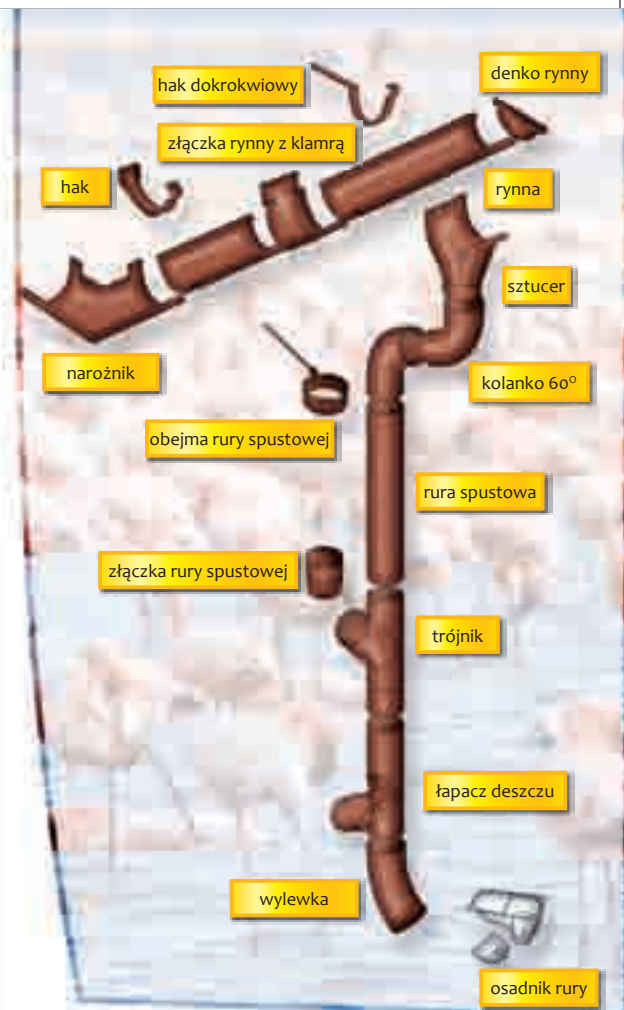 denko rynny
hak dokrokwiowy
złączka rynny z klamrą
hak
rynna
sztucer
narożnik
kolanko 60°
obejma rury spustowej
rura spustowa
złączka rury spustowej
trójnik
łapacz deszczu
wylewka
osadnik rury